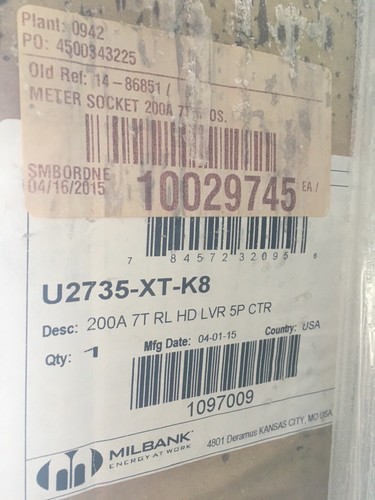 Plant: 0942
PO: 4500343225
Old Ref: 14-86851 /
METER SOCKET 200A 7T OS.
SMBORDNE
04/16/2015
10029745 EA /
7 84572 32095 6
U2735-XT-K8
Desc: 200A 7T RL HD LVR 5P CTR
Qty: 1 Mfg Date: 04-01-15 Country: USA
1097009
MILBANK
ENERGY AT WORK
4801 Deramus KANSAS CITY, MO USA